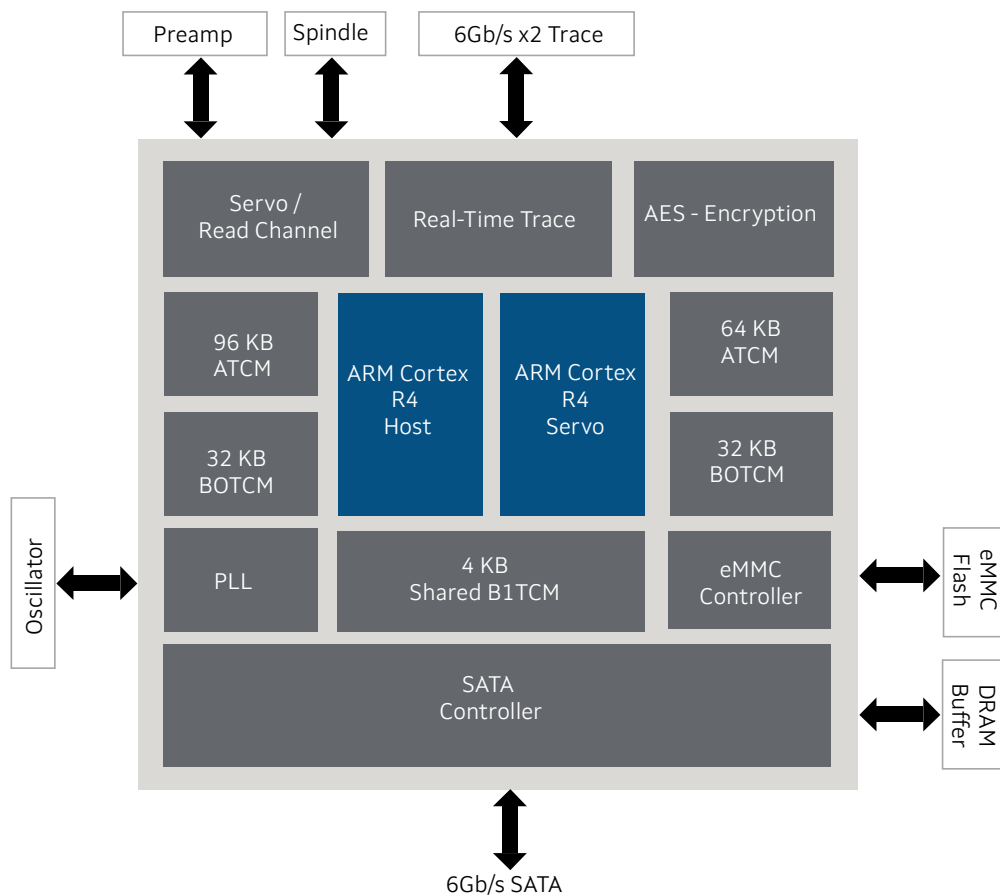 Preamp
Spindle
6Gb/s x2 Trace
Servo /
Read Channel
Real-Time Trace
AES - Encryption
96 KB
ATCM
ARM Cortex
R4
Host
ARM Cortex
R4
Servo
64 KB
ATCM
32 KB
BOTCM
32 KB
BOTCM
Oscillator
PLL
4 KB
Shared B1TCM
eMMC
Controller
eMMC
Flash
SATA
Controller
DRAM
Buffer
6Gb/s SATA